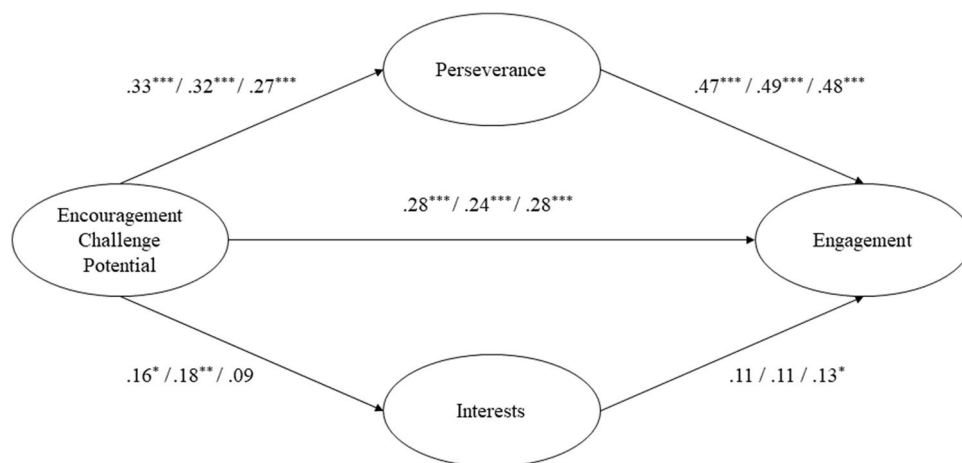 Perseverance
.33*** / .32*** / .27***
.47*** / .49*** / .48***
.28*** / .24*** / .28***
Encouragement
Challenge
Potential
Engagement
.16* / .18** / .09
.11 / .11 / .13*
Interests